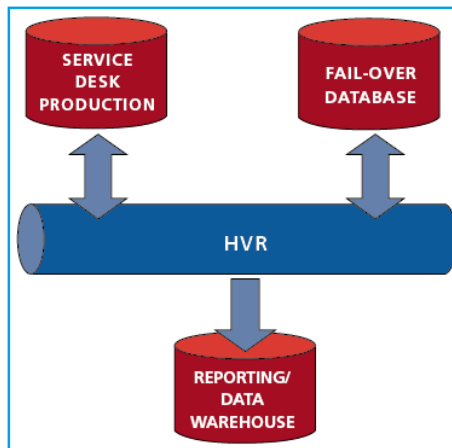 SERVICE
DESK
PRODUCTION
FAIL-OVER
DATABASE
HVR
REPORTING/
DATA
WAREHOUSE